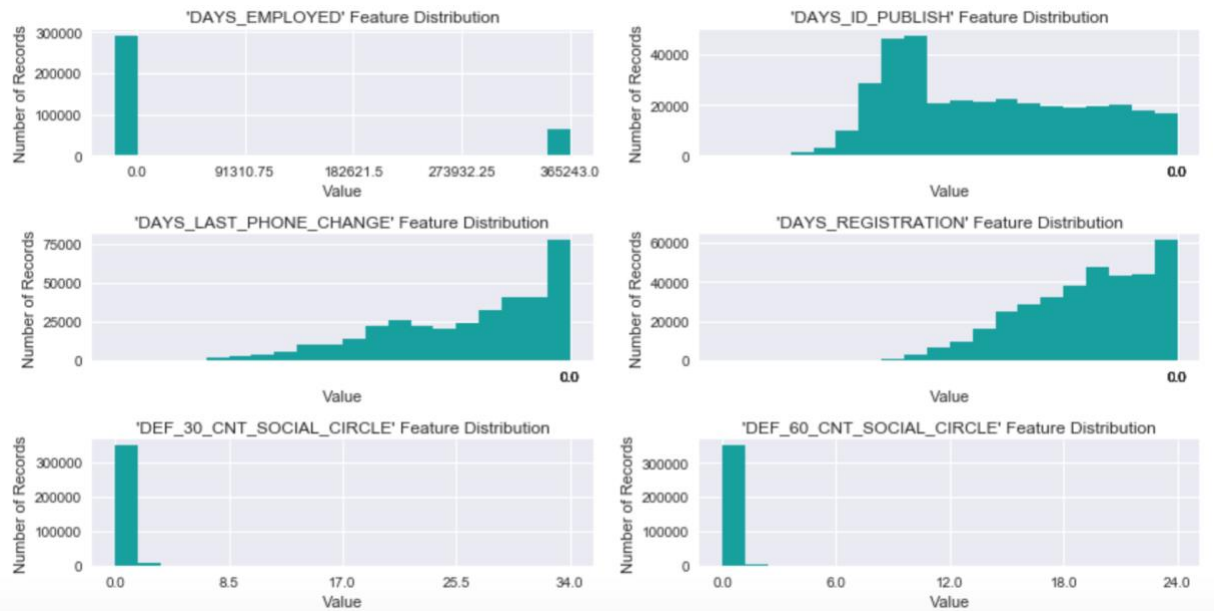 'DAYS_EMPLOYED' Feature Distribution
Number of Records
300000
200000
100000
0
0.0 91310.75 182621.5 273932.25 365243.0
Value
'DAYS_ID_PUBLISH' Feature Distribution
Number of Records
40000
20000
0
0.0
Value
'DAYS_LAST_PHONE_CHANGE' Feature Distribution
Number of Records
75000
50000
25000
0
0.0
Value
'DAYS_REGISTRATION' Feature Distribution
Number of Records
60000
40000
20000
0
0.0
Value
'DEF_30_CNT_SOCIAL_CIRCLE' Feature Distribution
Number of Records
300000
200000
100000
0
0.0 8.5 17.0 25.5 34.0
Value
'DEF_60_CNT_SOCIAL_CIRCLE' Feature Distribution
Number of Records
300000
200000
100000
0
0.0 6.0 12.0 18.0 24.0
Value